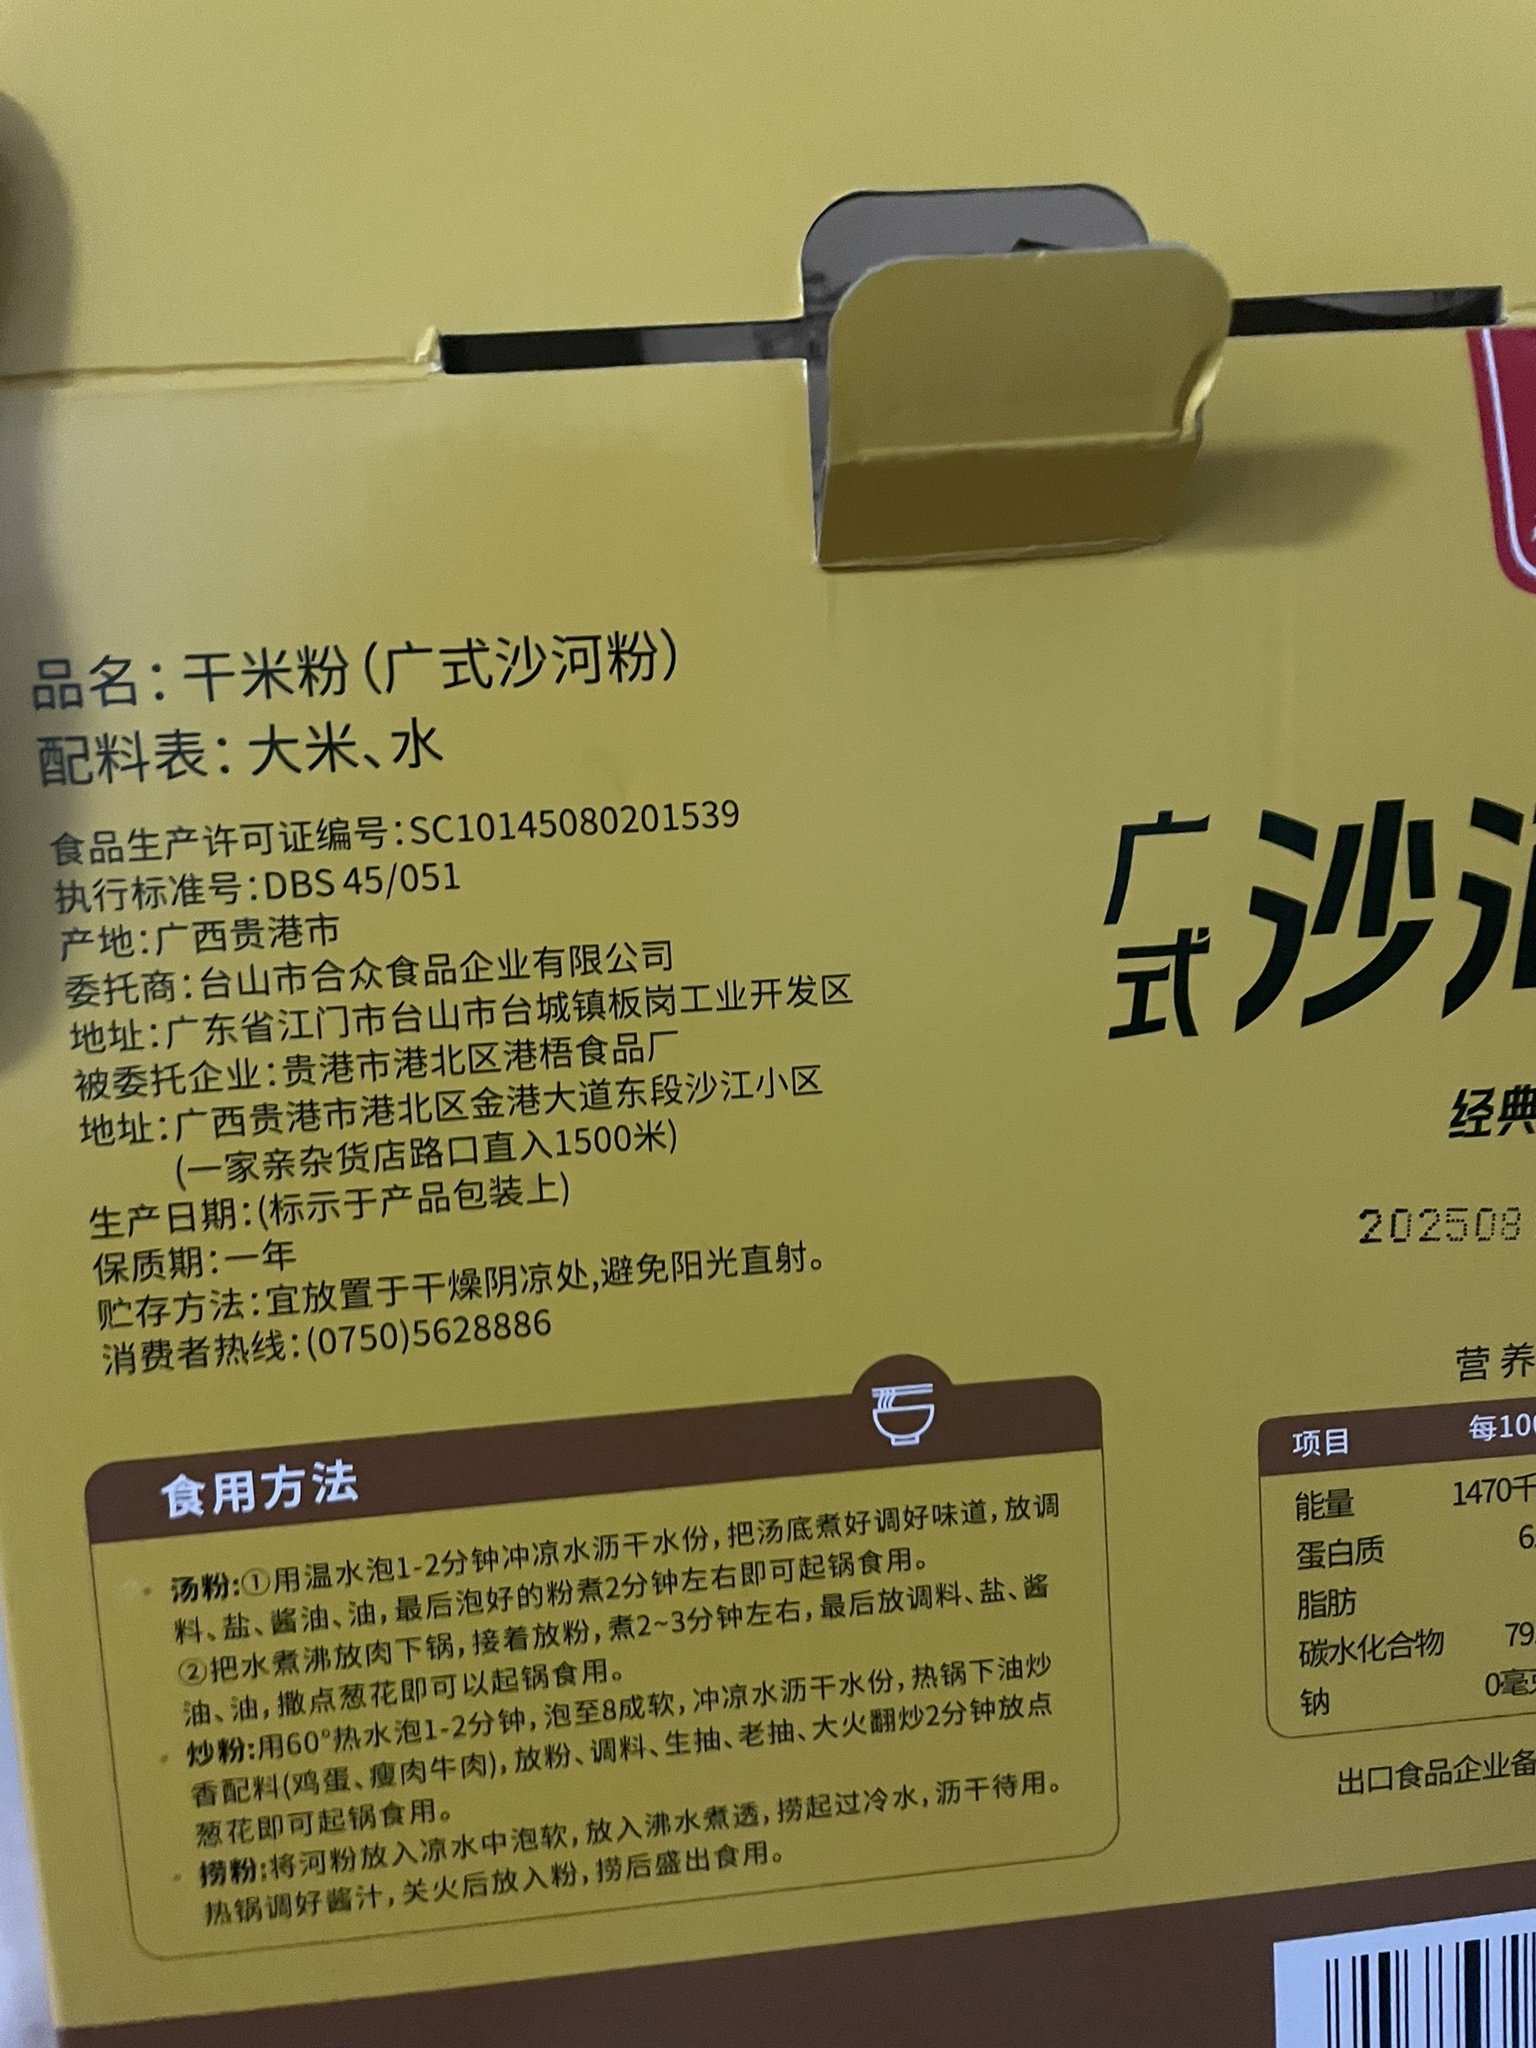 品名：干米粉（广式沙河粉）
配料表：大米、水
食品生产许可证编号：SC10145080201539
执行标准号：DBS 45/051
产地：广西贵港市
委托商：台山市合众食品企业有限公司
地址：广东省江门市台山市台城镇板岗工业开发区
被委托企业：贵港市港北区港梧食品厂
地址：广西贵港市港北区金港大道东段沙江小区
(一家亲杂货店路口直入1500米)
生产日期：(标示于产品包装上)
保质期：一年
贮存方法：宜放置于干燥阴凉处,避免阳光直射。
消费者热线：(0750)5628886
食用方法
汤粉:①用温水泡1-2分钟冲凉水沥干水份，把汤底煮好调好味道，放调
料、盐、酱油、油，最后泡好的粉煮2分钟左右即可起锅食用。
②把水煮沸放肉下锅，接着放粉，煮2~3分钟左右，最后放调料、盐、酱
油、油，撒点葱花即可以起锅食用。
炒粉:用60°热水泡1-2分钟，泡至8成软，冲凉水沥干水份，热锅下油炒
香配料(鸡蛋、瘦肉牛肉)，放粉、调料、生抽、老抽、大火翻炒2分钟放点
葱花即可起锅食用。
捞粉:将河粉放入凉水中泡软，放入沸水煮透，捞起过冷水，沥干待用。
热锅调好酱汁，关火后放入粉，捞后盛出食用。
广式沙
经典
202508
营养
项目 每100
能量 1470千
蛋白质 6
脂肪
碳水化合物 79
钠 0毫
出口食品企业备